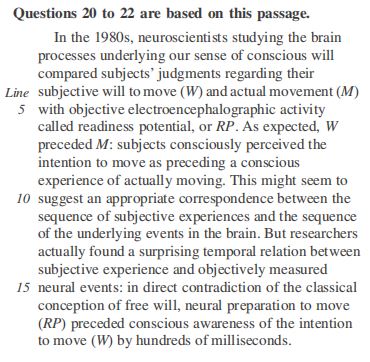 Questions 20 to 22 are based on this passage.
In the 1980s, neuroscientists studying the brain
processes underlying our sense of conscious will
compared subjects’ judgments regarding their
Line subjective will to move (W) and actual movement (M)
5 with objective electroencephalographic activity
called readiness potential, or RP. As expected, W
preceded M: subjects consciously perceived the
intention to move as preceding a conscious
experience of actually moving. This might seem to
10 suggest an appropriate correspondence between the
sequence of subjective experiences and the sequence
of the underlying events in the brain. But researchers
actually found a surprising temporal relation between
subjective experience and objectively measured
15 neural events: in direct contradiction of the classical
conception of free will, neural preparation to move
(RP) preceded conscious awareness of the intention
to move (W) by hundreds of milliseconds.